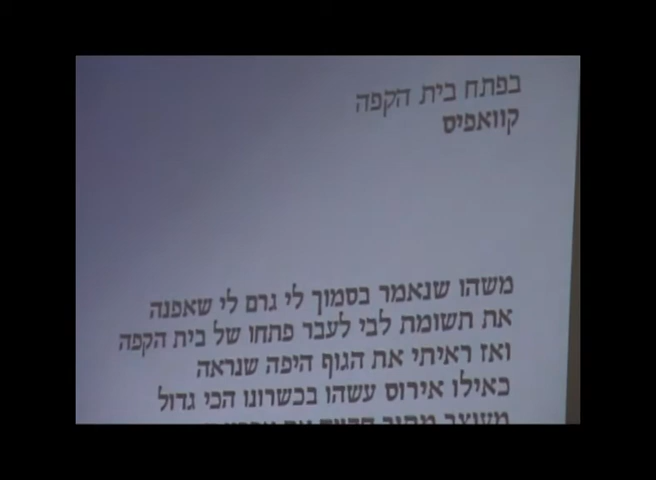 בפתח בית הקפה
קוואפיס
משהו שנאמר בסמוך לי גרם לי שאפנה
את תשומת לבי לעבר פתחו של בית הקפה
ואז ראיתי את הגוף היפה שנראה
כאילו אירוס עשהו בכשרונו הכי גדול